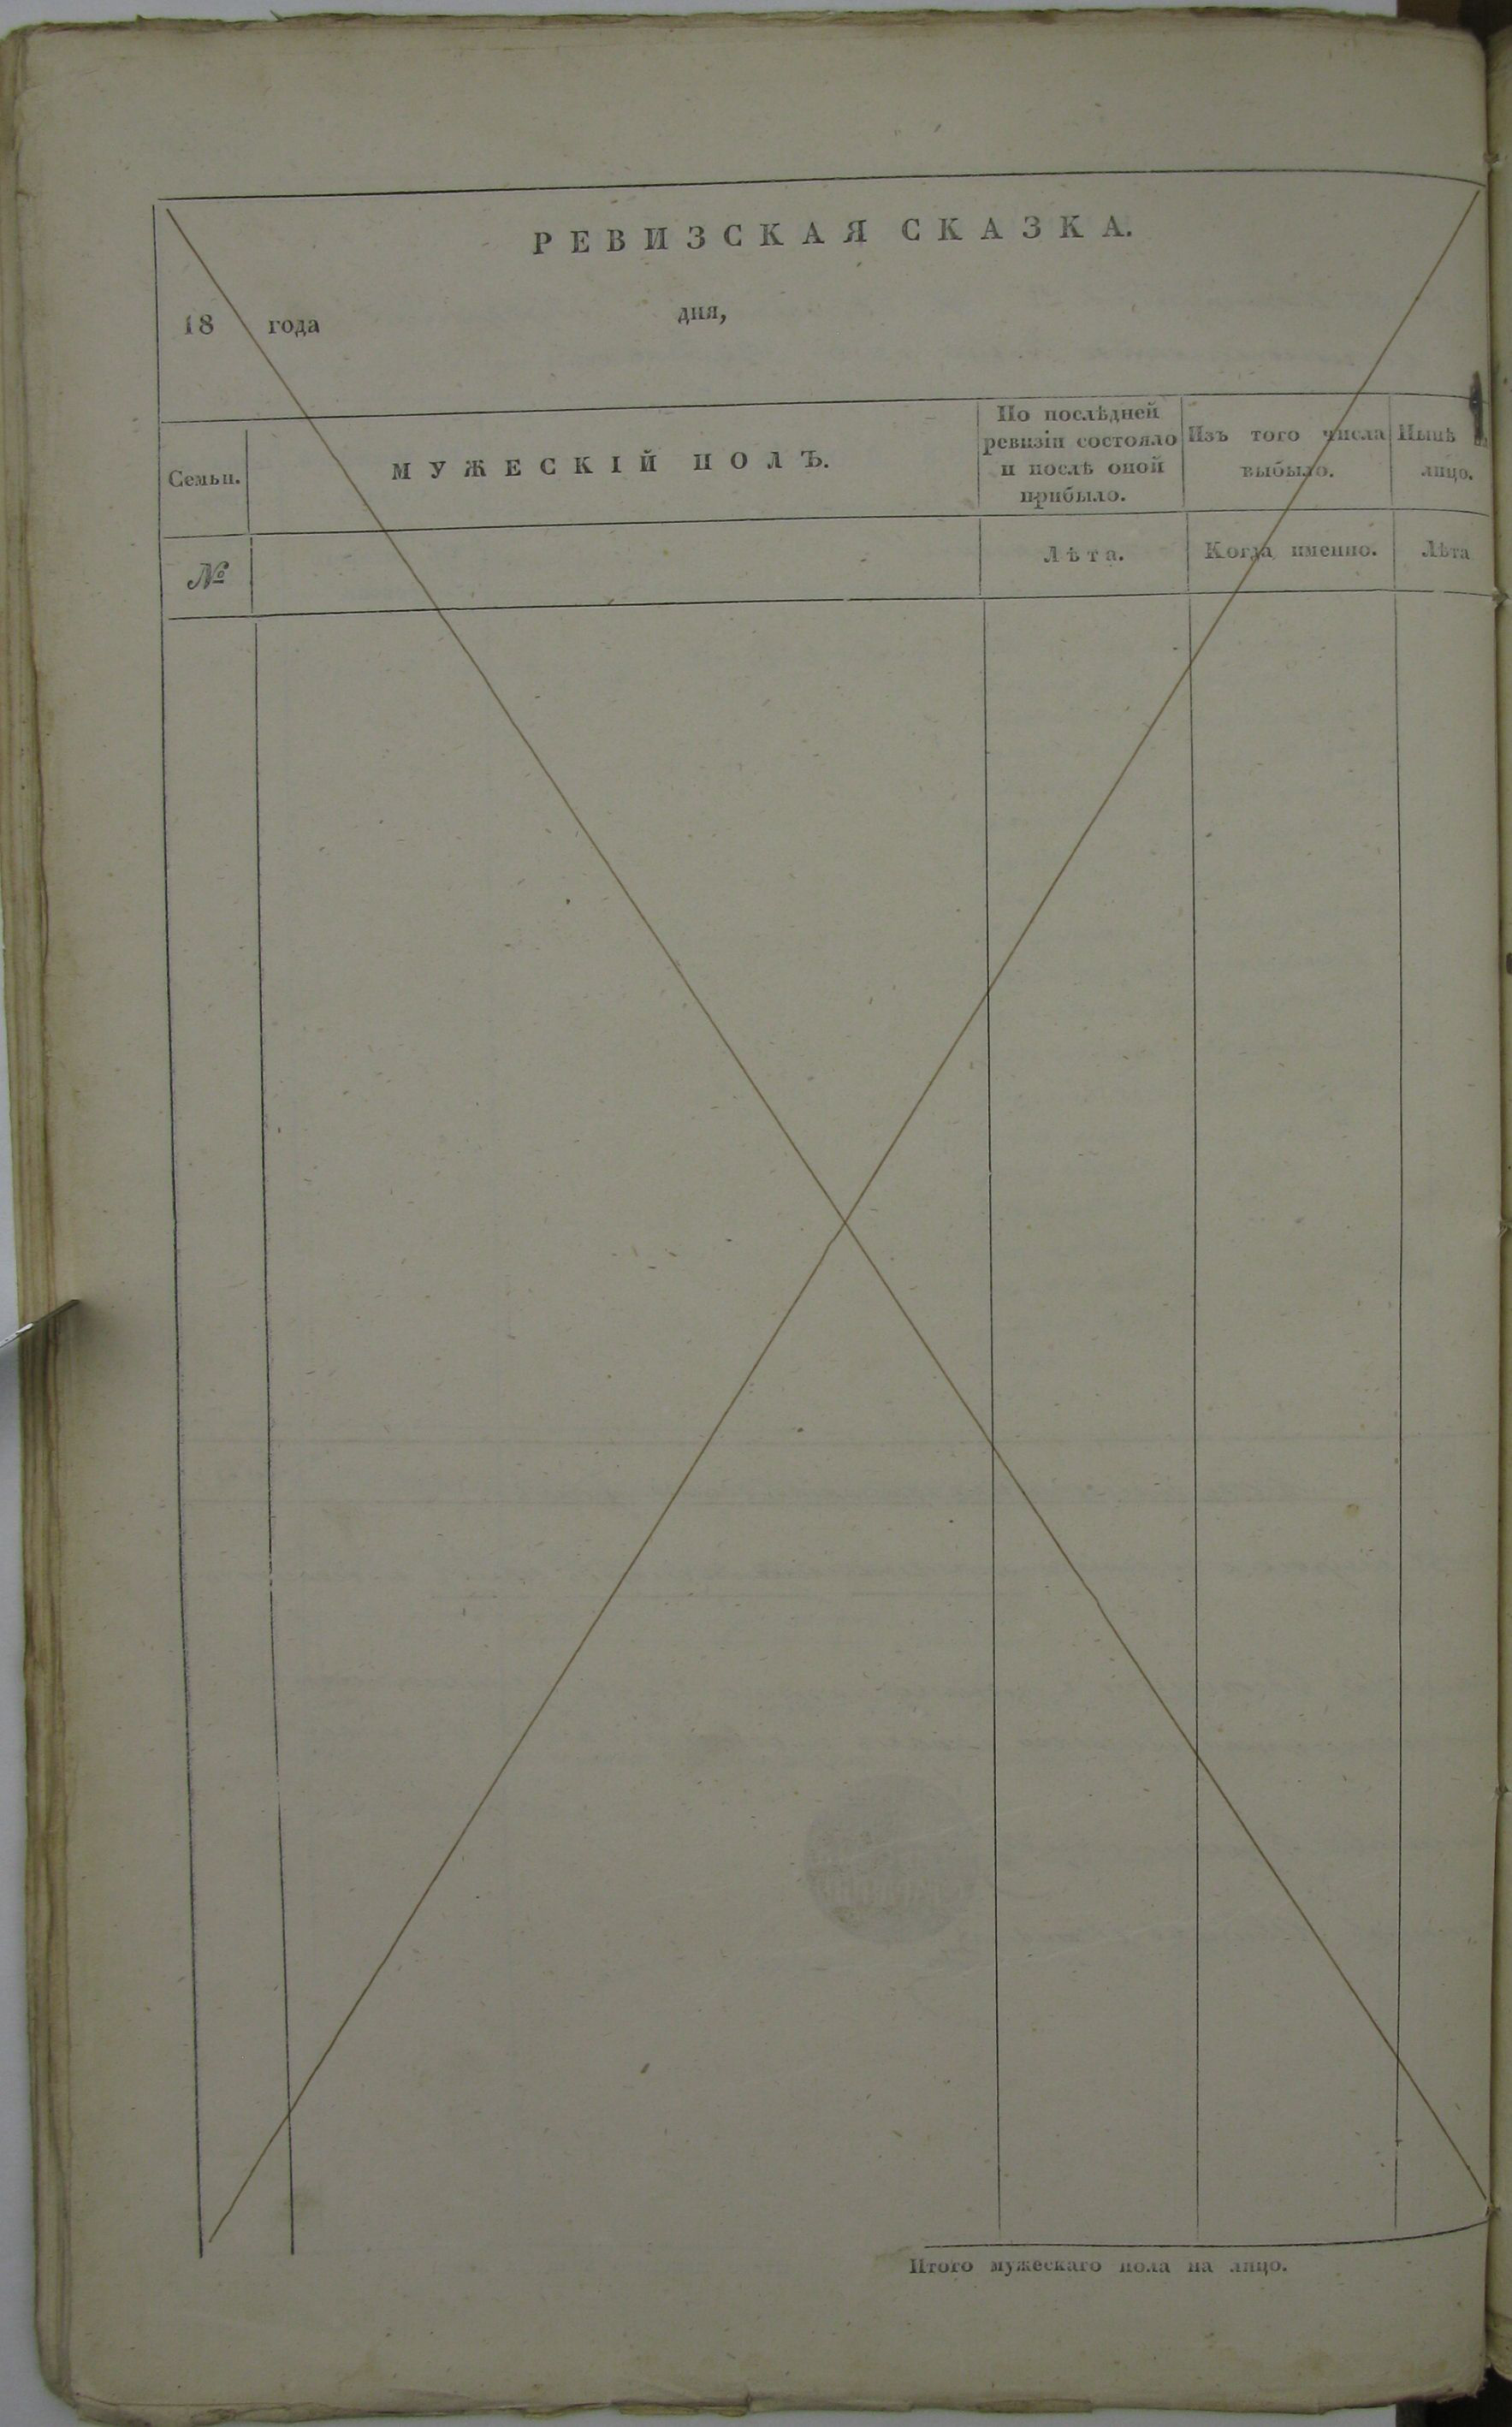 РЕВИЗСКАЯ СКАЗКА.
18 года дня,
Семьи.
МУЖЕСКІЙ ПОЛЪ.
По послѣдней
ревизіи состояло
и послѣ оной
прибыло.
Изъ того числа
выбыло.
Нынѣ на
лицо.
№
Лѣта.
Когда именно.
Лѣта
Итого мужескаго пола на лицо.